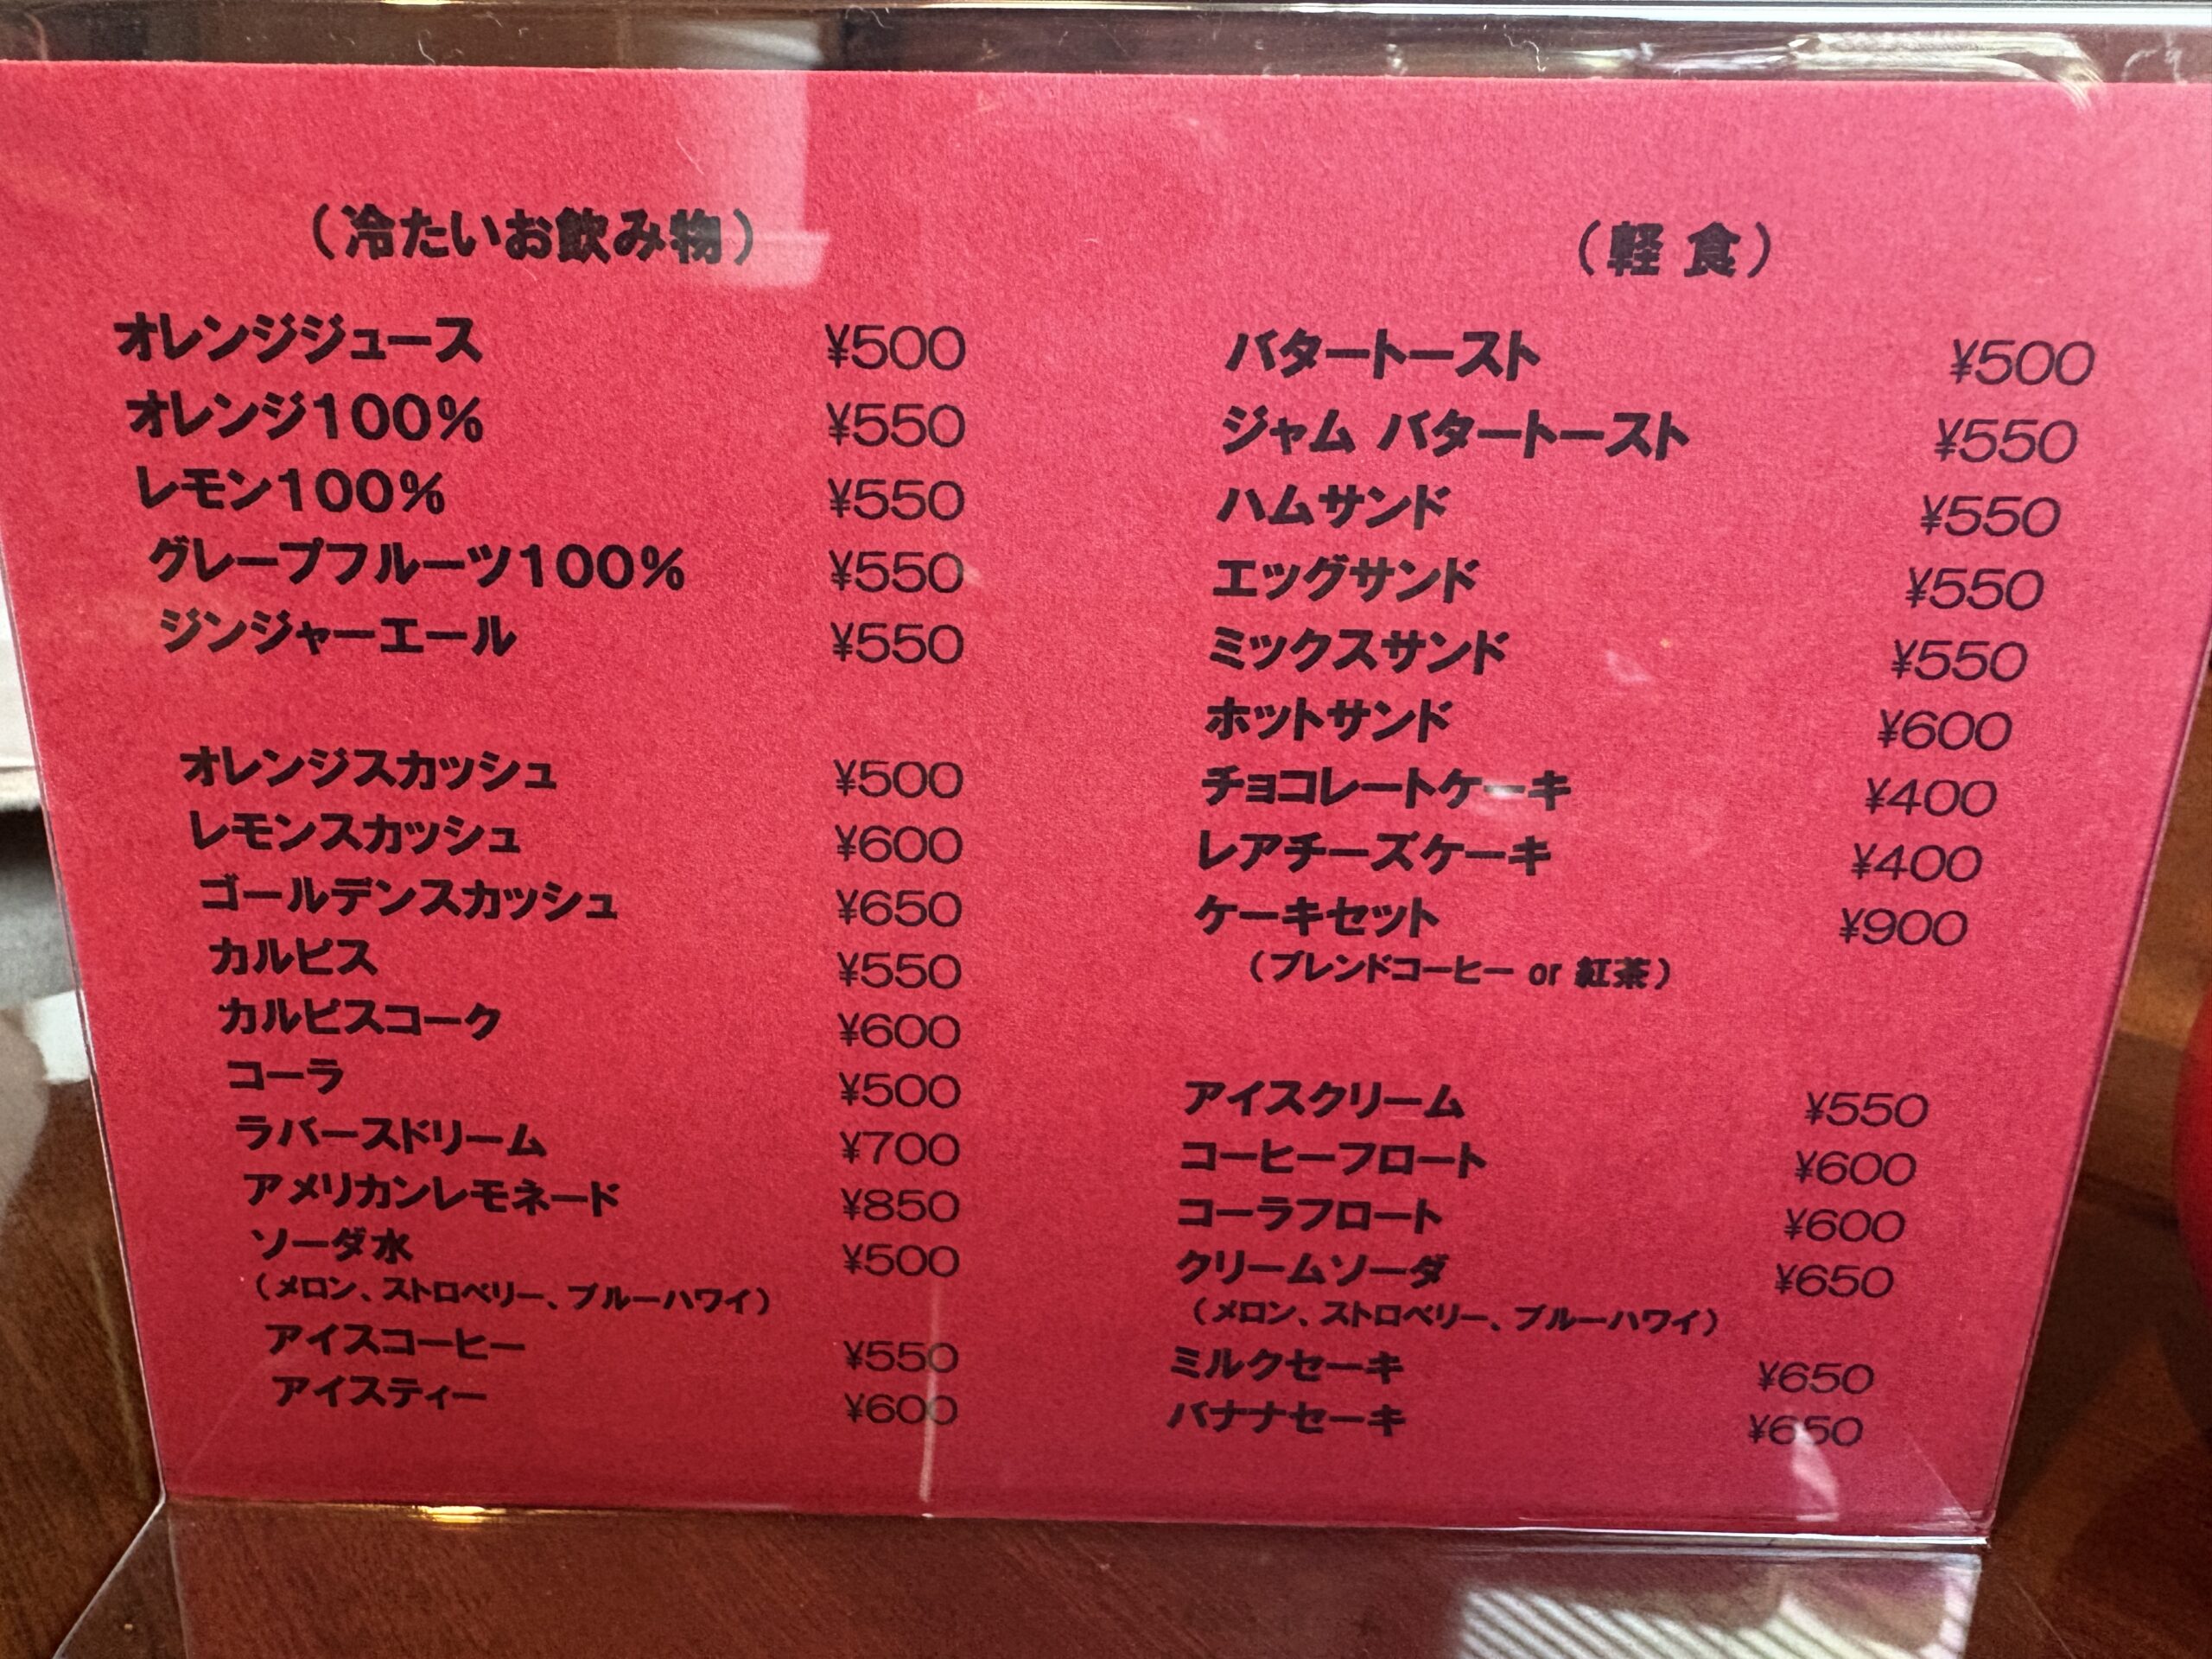 （冷たいお飲み物）
オレンジジュース ¥500
オレンジ100％ ¥550
レモン100％ ¥550
グレープフルーツ100％ ¥550
ジンジャーエール ¥550
オレンジスカッシュ ¥500
レモンスカッシュ ¥600
ゴールデンスカッシュ ¥650
カルピス ¥550
カルピスコーク ¥600
コーラ ¥500
ラバースドリーム ¥700
アメリカンレモネード ¥850
ソーダ水 ¥500
（メロン、ストロベリー、ブルーハワイ）
アイスコーヒー ¥550
アイスティー ¥600
（軽 食）
バタートースト ¥500
ジャム バタートースト ¥550
ハムサンド ¥550
エッグサンド ¥550
ミックスサンド ¥550
ホットサンド ¥600
チョコレートケーキ ¥400
レアチーズケーキ ¥400
ケーキセット ¥900
（ブレンドコーヒー or 紅茶）
アイスクリーム ¥550
コーヒーフロート ¥600
コーラフロート ¥600
クリームソーダ ¥650
（メロン、ストロベリー、ブルーハワイ）
ミルクセーキ ¥650
バナナセーキ ¥650